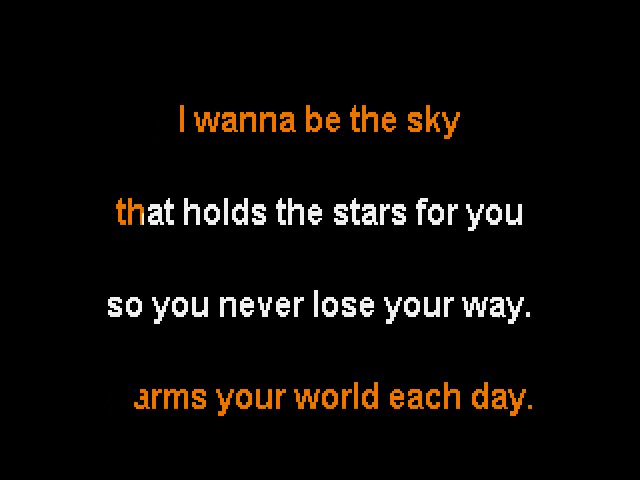 I wanna be the sky
that holds the stars for you
so you never lose your way.
arms your world each day.